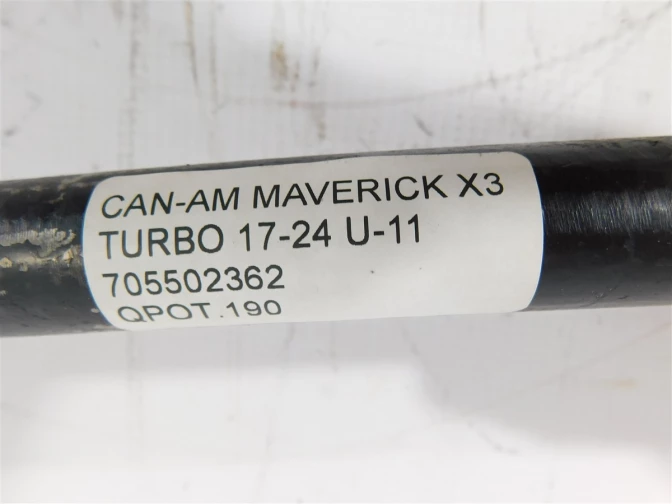 CAN-AM MAVERICK X3
TURBO 17-24 U-11
705502362
QPOT.190